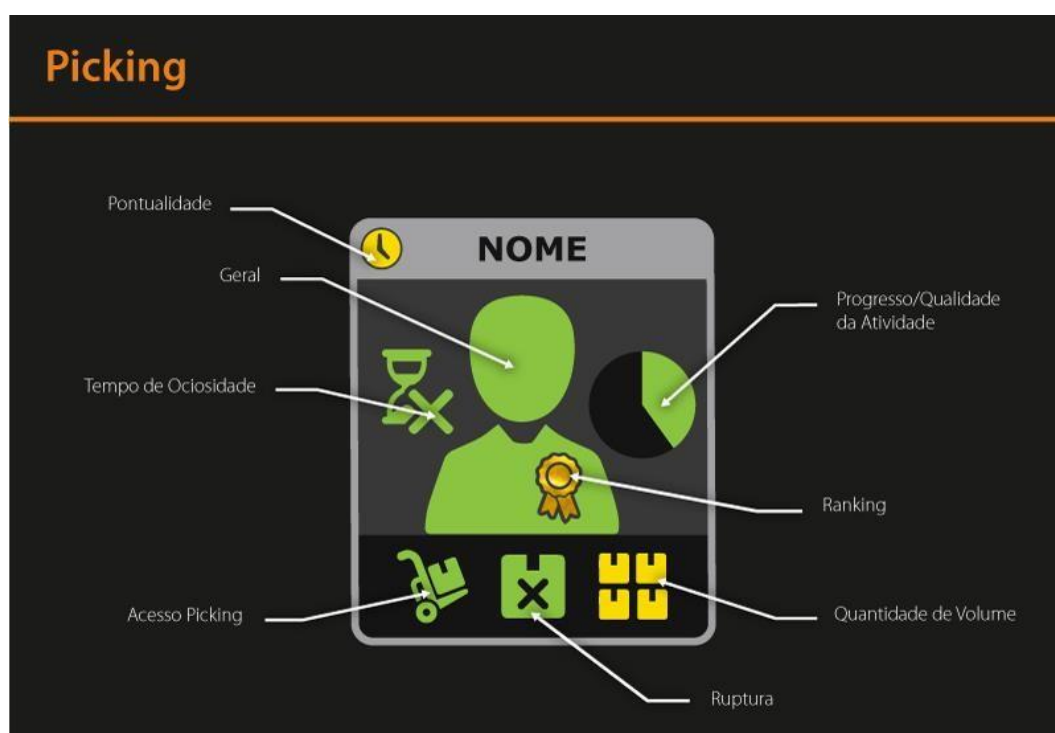 Picking
Pontualidade
NOME
Geral
Progresso/Qualidade
da Atividade
Tempo de Ociosidade
Ranking
Acesso Picking
Quantidade de Volume
Ruptura